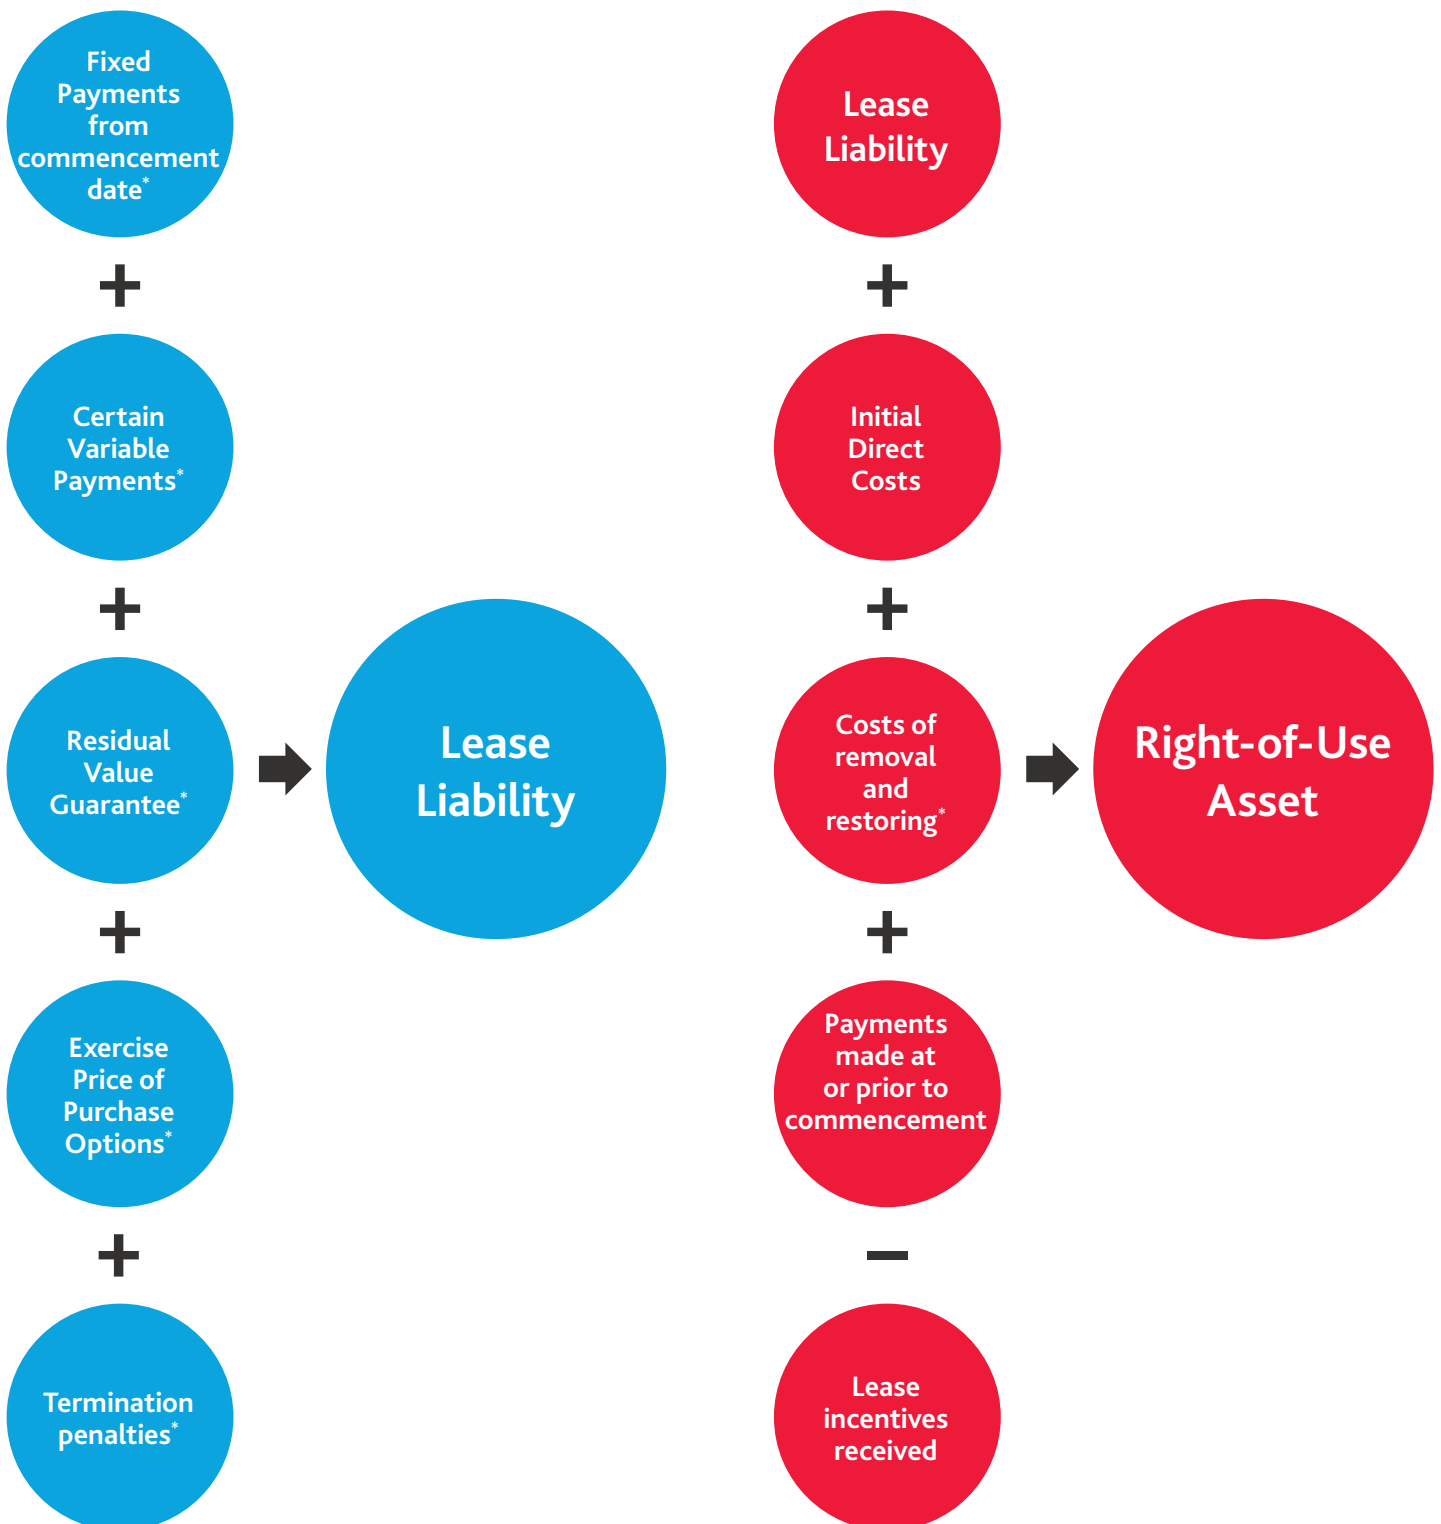 Fixed
Payments
from
commencement
date*
+
Certain
Variable
Payments*
+
Residual
Value
Guarantee*
+
Exercise
Price of
Purchase
Options*
+
Termination
penalties*
Lease
Liability
Lease
Liability
+
Initial
Direct
Costs
+
Costs of
removal
and
restoring*
+
Payments
made at
or prior to
commencement
−
Lease
incentives
received
Right-of-Use
Asset